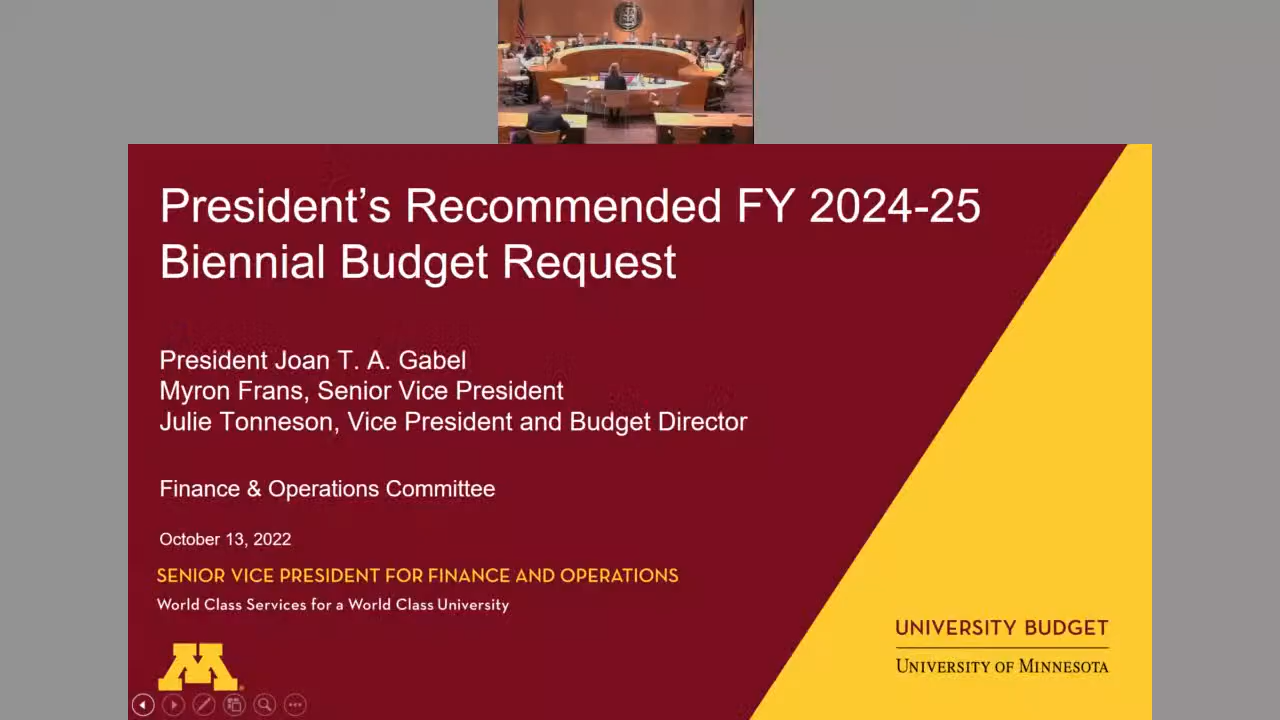 President’s Recommended FY 2024-25
Biennial Budget Request
President Joan T. A. Gabel
Myron Frans, Senior Vice President
Julie Tonneson, Vice President and Budget Director
Finance & Operations Committee
October 13, 2022
SENIOR VICE PRESIDENT FOR FINANCE AND OPERATIONS
World Class Services for a World Class University
M
UNIVERSITY BUDGET
UNIVERSITY OF MINNESOTA